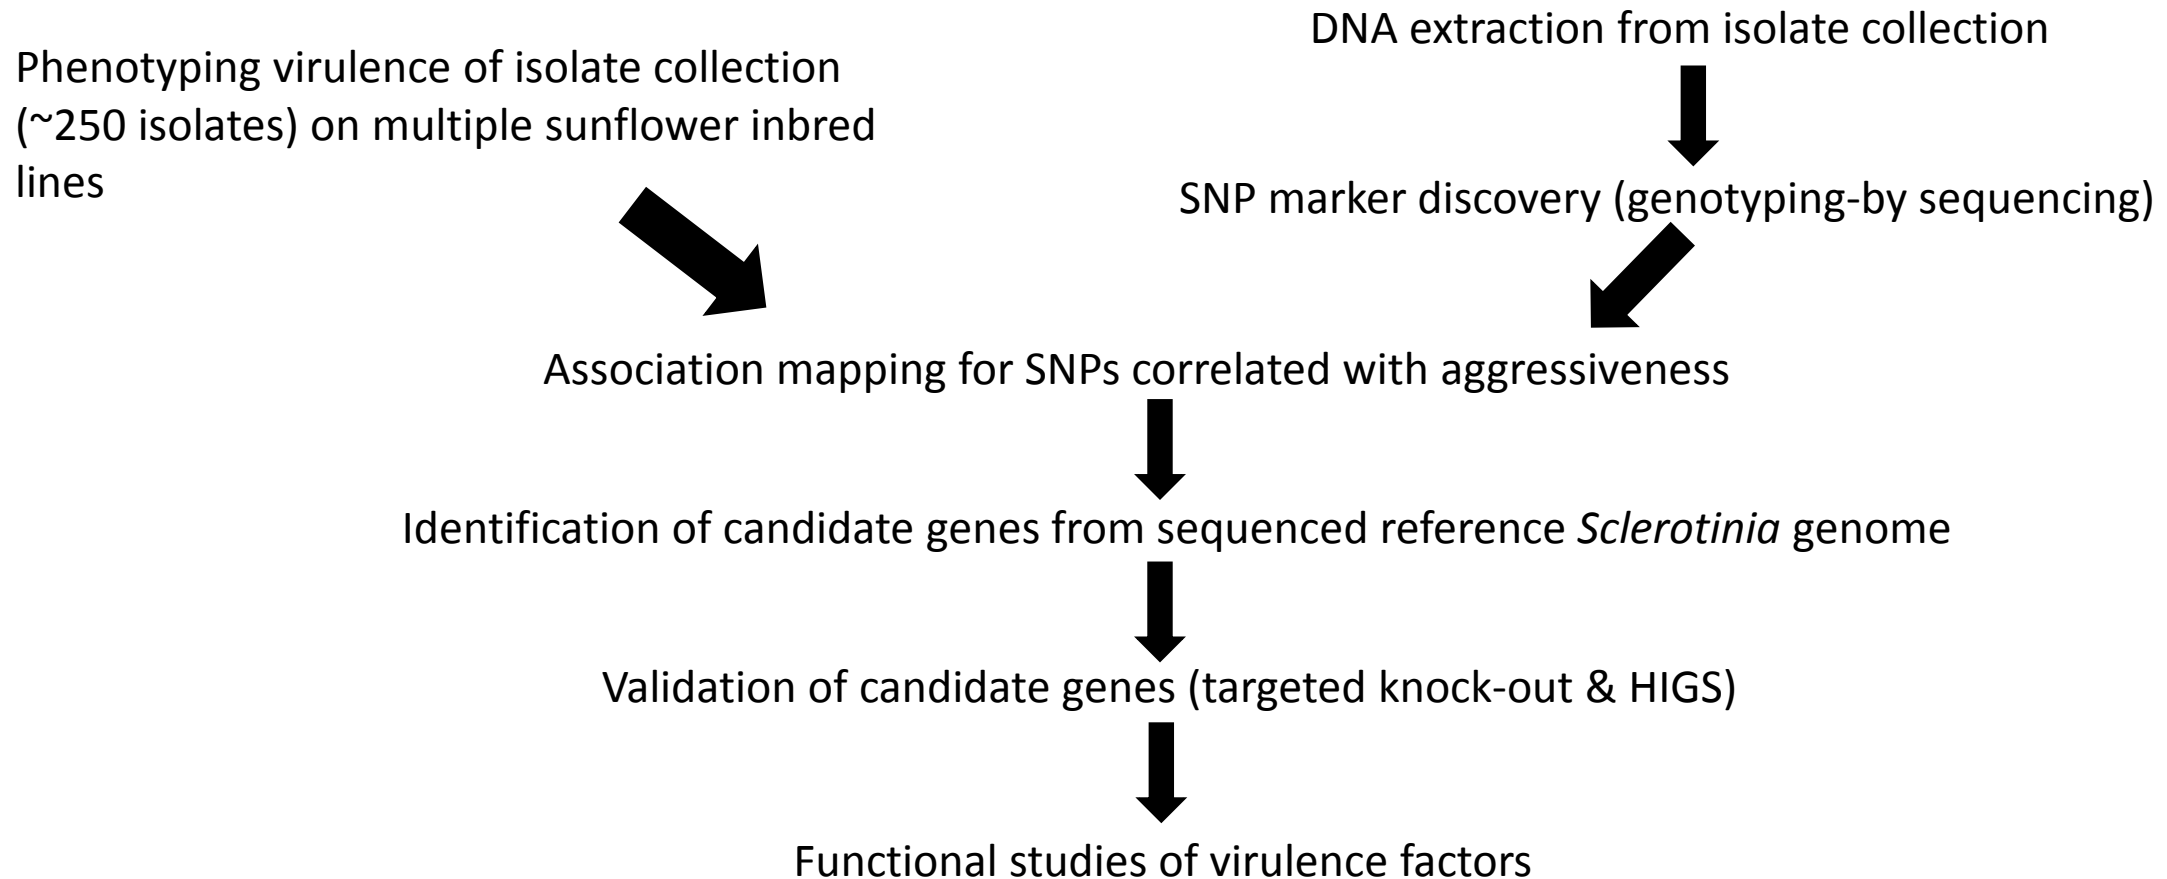 Phenotyping virulence of isolate collection
(~250 isolates) on multiple sunflower inbred
lines
DNA extraction from isolate collection
SNP marker discovery (genotyping-by sequencing)
Association mapping for SNPs correlated with aggressiveness
Identification of candidate genes from sequenced reference Sclerotinia genome
Validation of candidate genes (targeted knock-out & HIGS)
Functional studies of virulence factors